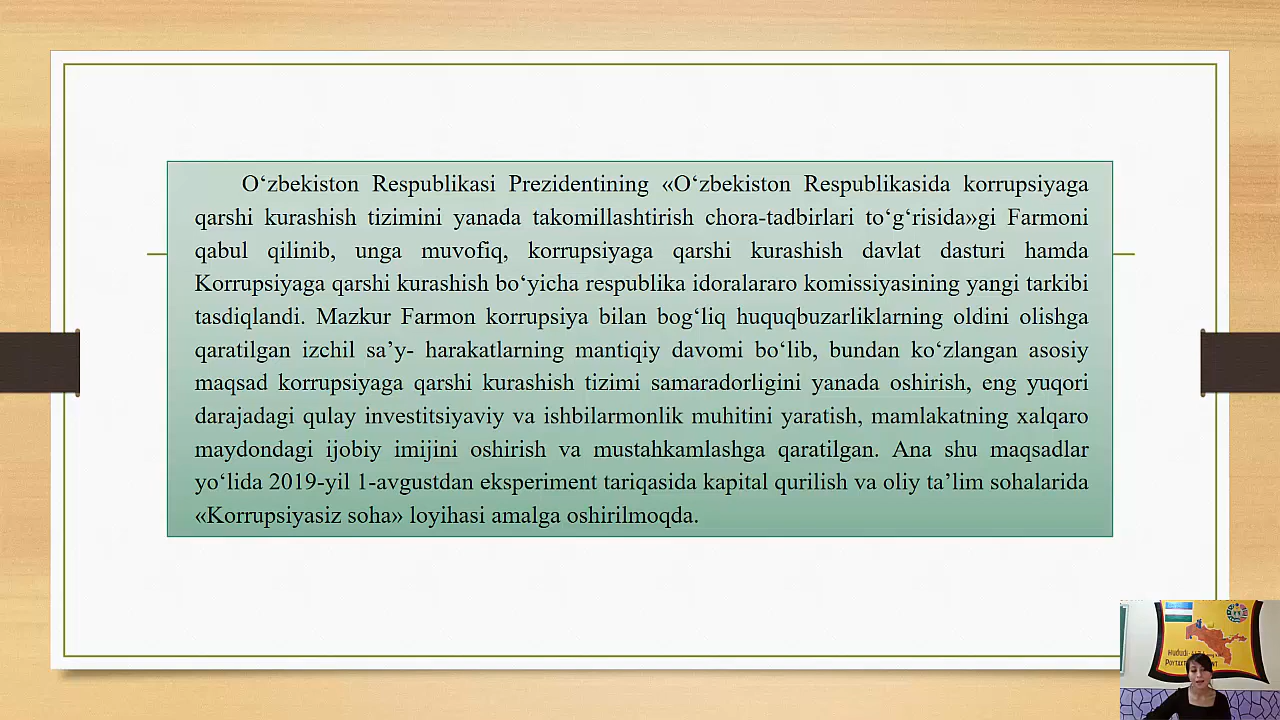 O‘zbekiston Respublikasi Prezidentining «O‘zbekiston Respublikasida korrupsiyaga
qarshi kurashish tizimini yanada takomillashtirish chora-tadbirlari to‘g‘risida»gi Farmoni
qabul qilinib, unga muvofiq, korrupsiyaga qarshi kurashish davlat dasturi hamda
Korrupsiyaga qarshi kurashish bo‘yicha respublika idoralararo komissiyasining yangi tarkibi
tasdiqlandi. Mazkur Farmon korrupsiya bilan bog‘liq huquqbuzarliklarning oldini olishga
qaratilgan izchil sa’y- harakatlarning mantiqiy davomi bo‘lib, bundan ko‘zlangan asosiy
maqsad korrupsiyaga qarshi kurashish tizimi samaradorligini yanada oshirish, eng yuqori
darajadagi qulay investitsiyaviy va ishbilarmonlik muhitini yaratish, mamlakatning xalqaro
maydondagi ijobiy imijini oshirish va mustahkamlashga qaratilgan. Ana shu maqsadlar
yo‘lida 2019-yil 1-avgustdan eksperiment tariqasida kapital qurilish va oliy ta’lim sohalarida
«Korrupsiyasiz soha» loyihasi amalga oshirilmoqda.